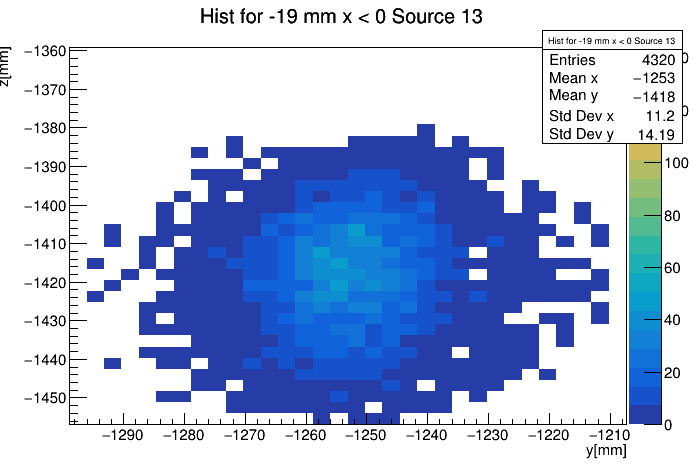 Hist for -19 mm x < 0 Source 13
Hist for -19 mm x < 0 Source 13
Entries 4320
Mean x −1253
Mean y −1418
Std Dev x 11.2
Std Dev y 14.19
z[mm]
−1360
−1370
−1380
−1390
−1400
−1410
−1420
−1430
−1440
−1450
−1290 −1280 −1270 −1260 −1250 −1240 −1230 −1220 −1210
y[mm]
100
80
60
40
20
0